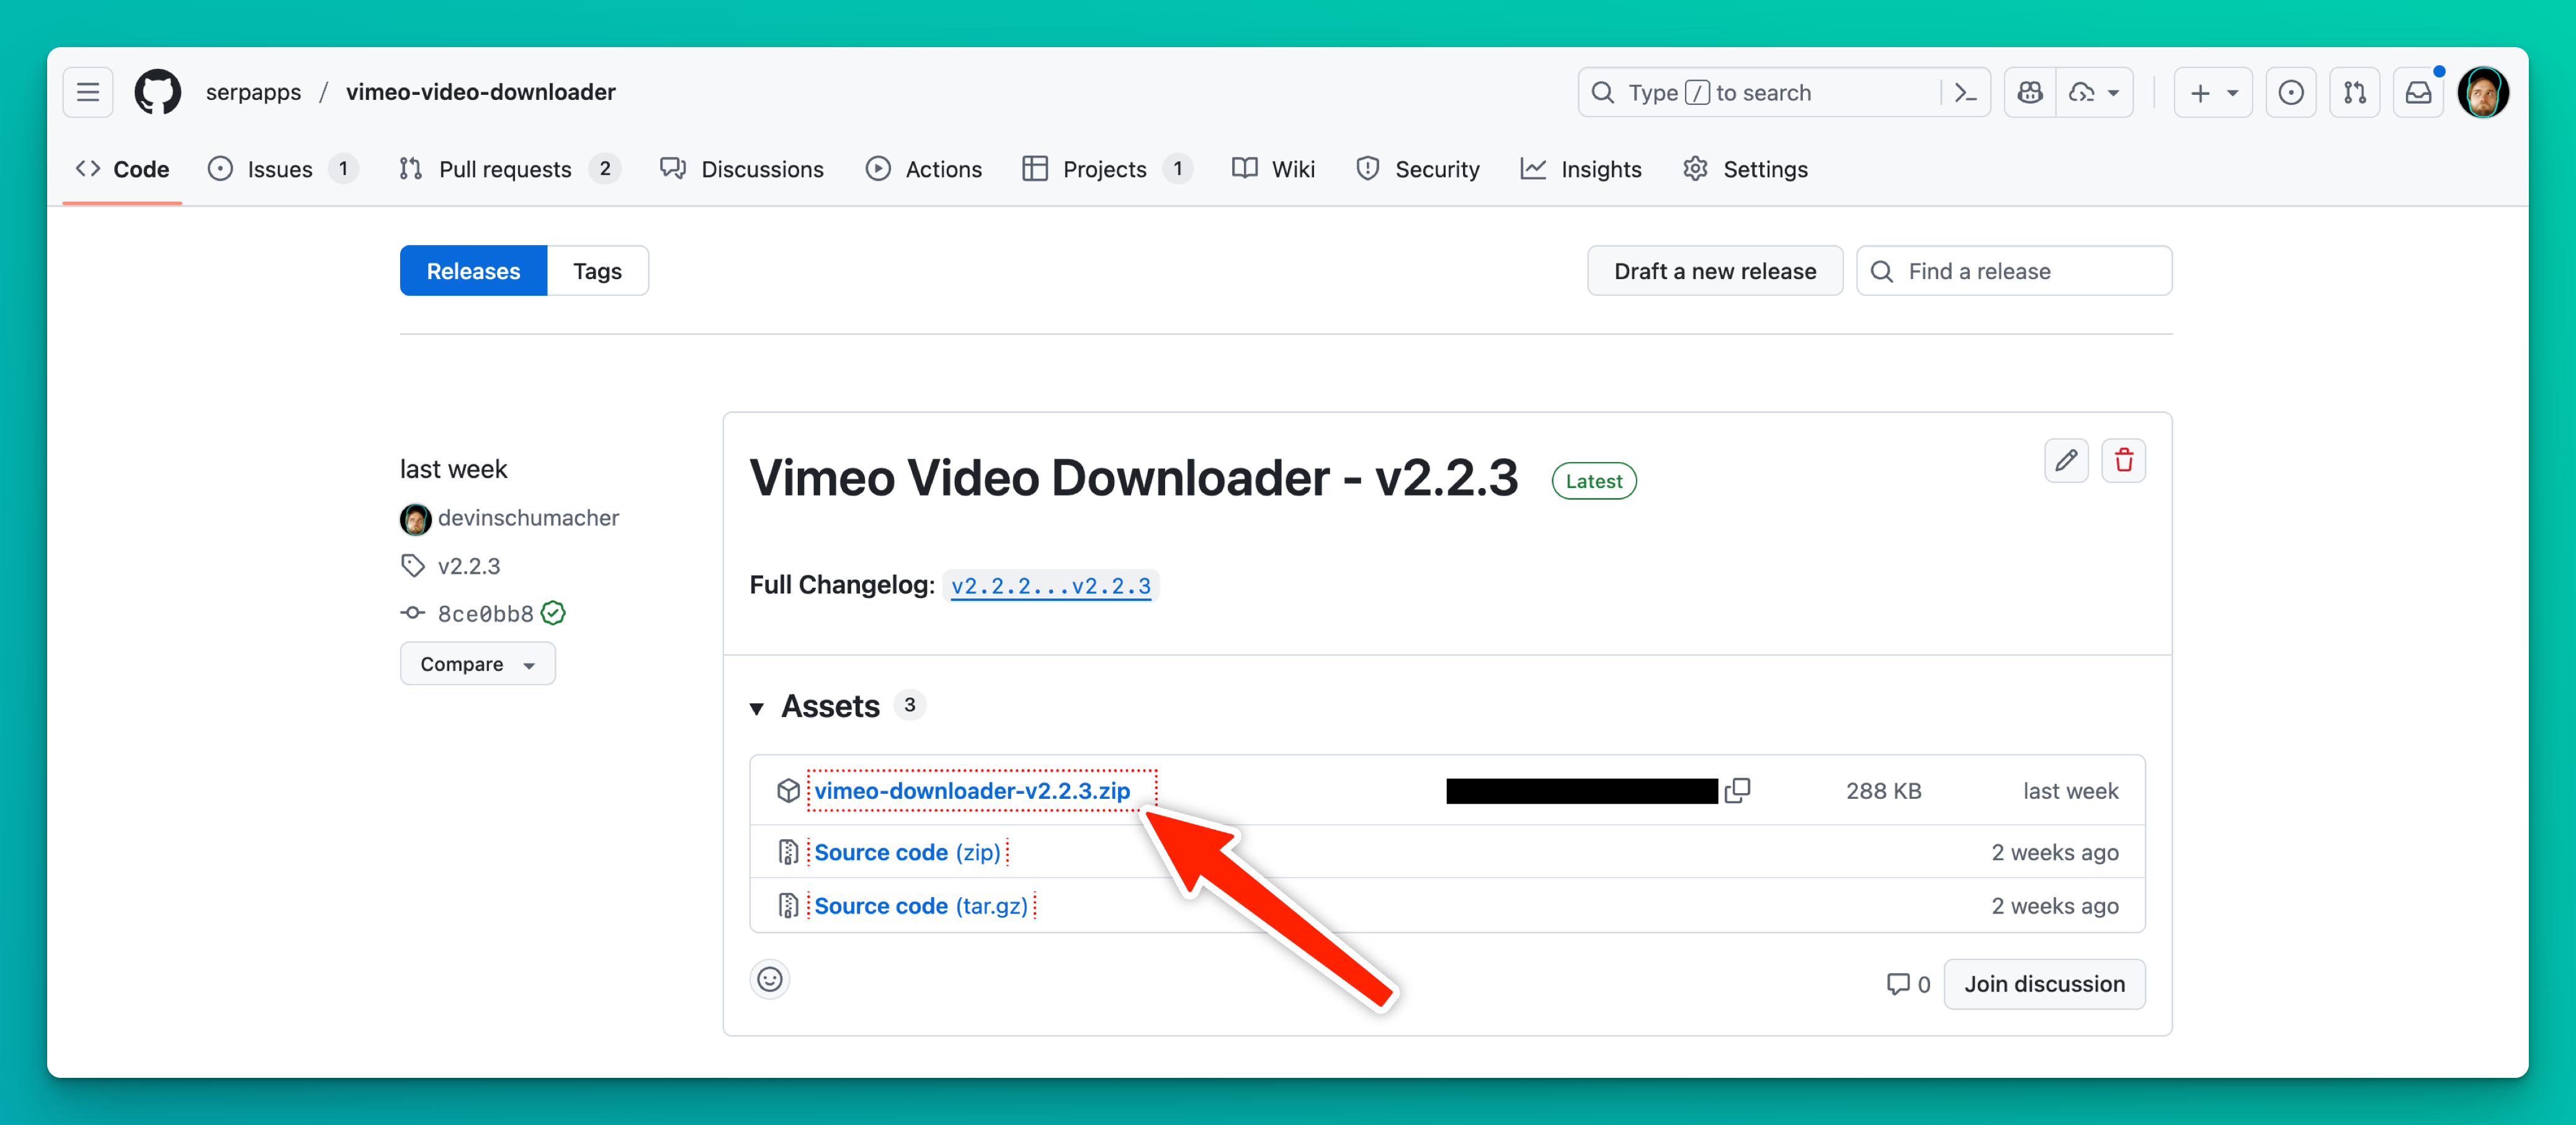 serpapps / vimeo-video-downloader
Type / to search
Code
Issues 1
Pull requests 2
Discussions
Actions
Projects 1
Wiki
Security
Insights
Settings
Releases
Tags
Draft a new release
Find a release
last week
devinschumacher
v2.2.3
8ce0bb8
Compare
Vimeo Video Downloader - v2.2.3 Latest
Full Changelog: v2.2.2...v2.2.3
Assets 3
vimeo-downloader-v2.2.3.zip 288 KB last week
Source code (zip) 2 weeks ago
Source code (tar.gz) 2 weeks ago
0 Join discussion